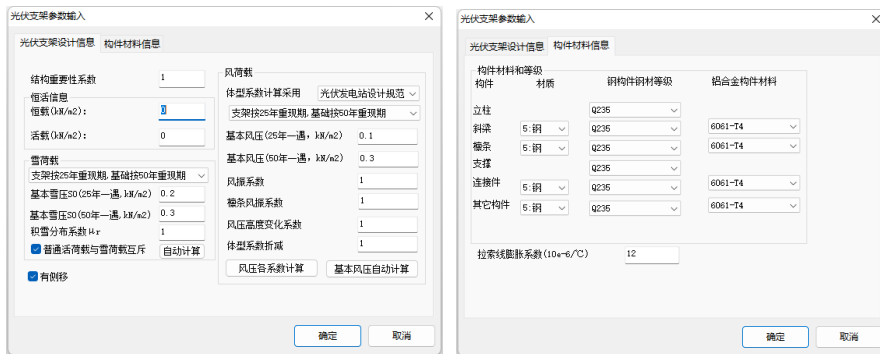 光伏支架参数输入
光伏支架设计信息 构件材料信息
结构重要性系数 1
恒活信息
恒载(kN/m2): 0
活载(kN/m2): 0
雪荷载
支架按25年重现期,基础按50年重现期
基本雪压S0(25年一遇,kN/m2) 0.2
基本雪压S0(50年一遇,kN/m2) 0.3
积雪分布系数μr 1
普通活荷载与雪荷载互斥 自动计算
有侧移
风荷载
体型系数计算采用 光伏发电站设计规范
支架按25年重现期,基础按50年重现期
基本风压(25年一遇，kN/m2) 0.1
基本风压(50年一遇，kN/m2) 0.3
风振系数 1
檩条风振系数 1
风压高度变化系数 1
体型系数折减 1
风压各系数计算 基本风压自动计算
确定 取消
光伏支架参数输入
光伏支架设计信息 构件材料信息
构件材料和等级
构件 材质 钢构件钢材等级 铝合金构件材料
立柱 Q235
斜梁 5:钢 Q235 6061-T4
檩条 5:钢 Q235 6061-T4
支撑 Q235
连接件 5:钢 Q235 6061-T4
其它构件 5:钢 Q235 6061-T4
拉索线膨胀系数(10e-6/℃) 12
确定 取消